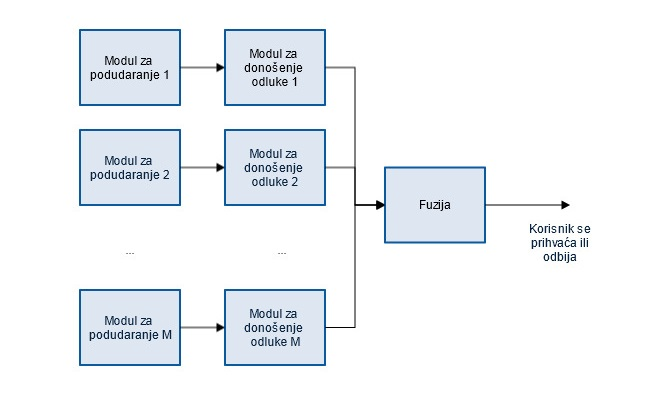 Modul za
podudaranje 1
Modul za
donošenje
odluke 1
Modul za
podudaranje 2
Modul za
donošenje
odluke 2
Fuzija
Korisnik se
prihvaća ili
odbija
...
...
Modul za
podudaranje M
Modul za
donošenje
odluke M